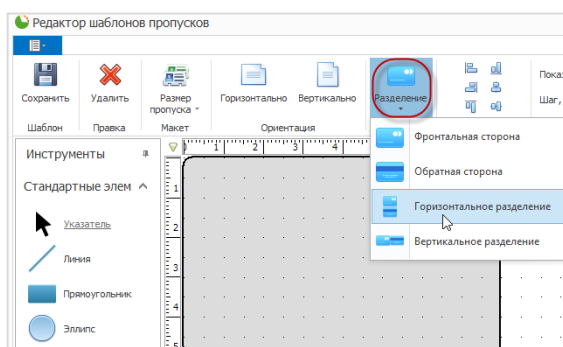 Редактор шаблонов пропусков
Сохранить
Удалить
Размер
пропуска
Горизонтально
Вертикально
Разделение
Шаг,
Шаблон
Правка
Макет
Ориентация
Инструменты
Стандартные элем
Указатель
Линия
Прямоугольник
Эллипс
1 2 3 4
1
2
3
4
5
Фронтальная сторона
Обратная сторона
Горизонтальное разделение
Вертикальное разделение